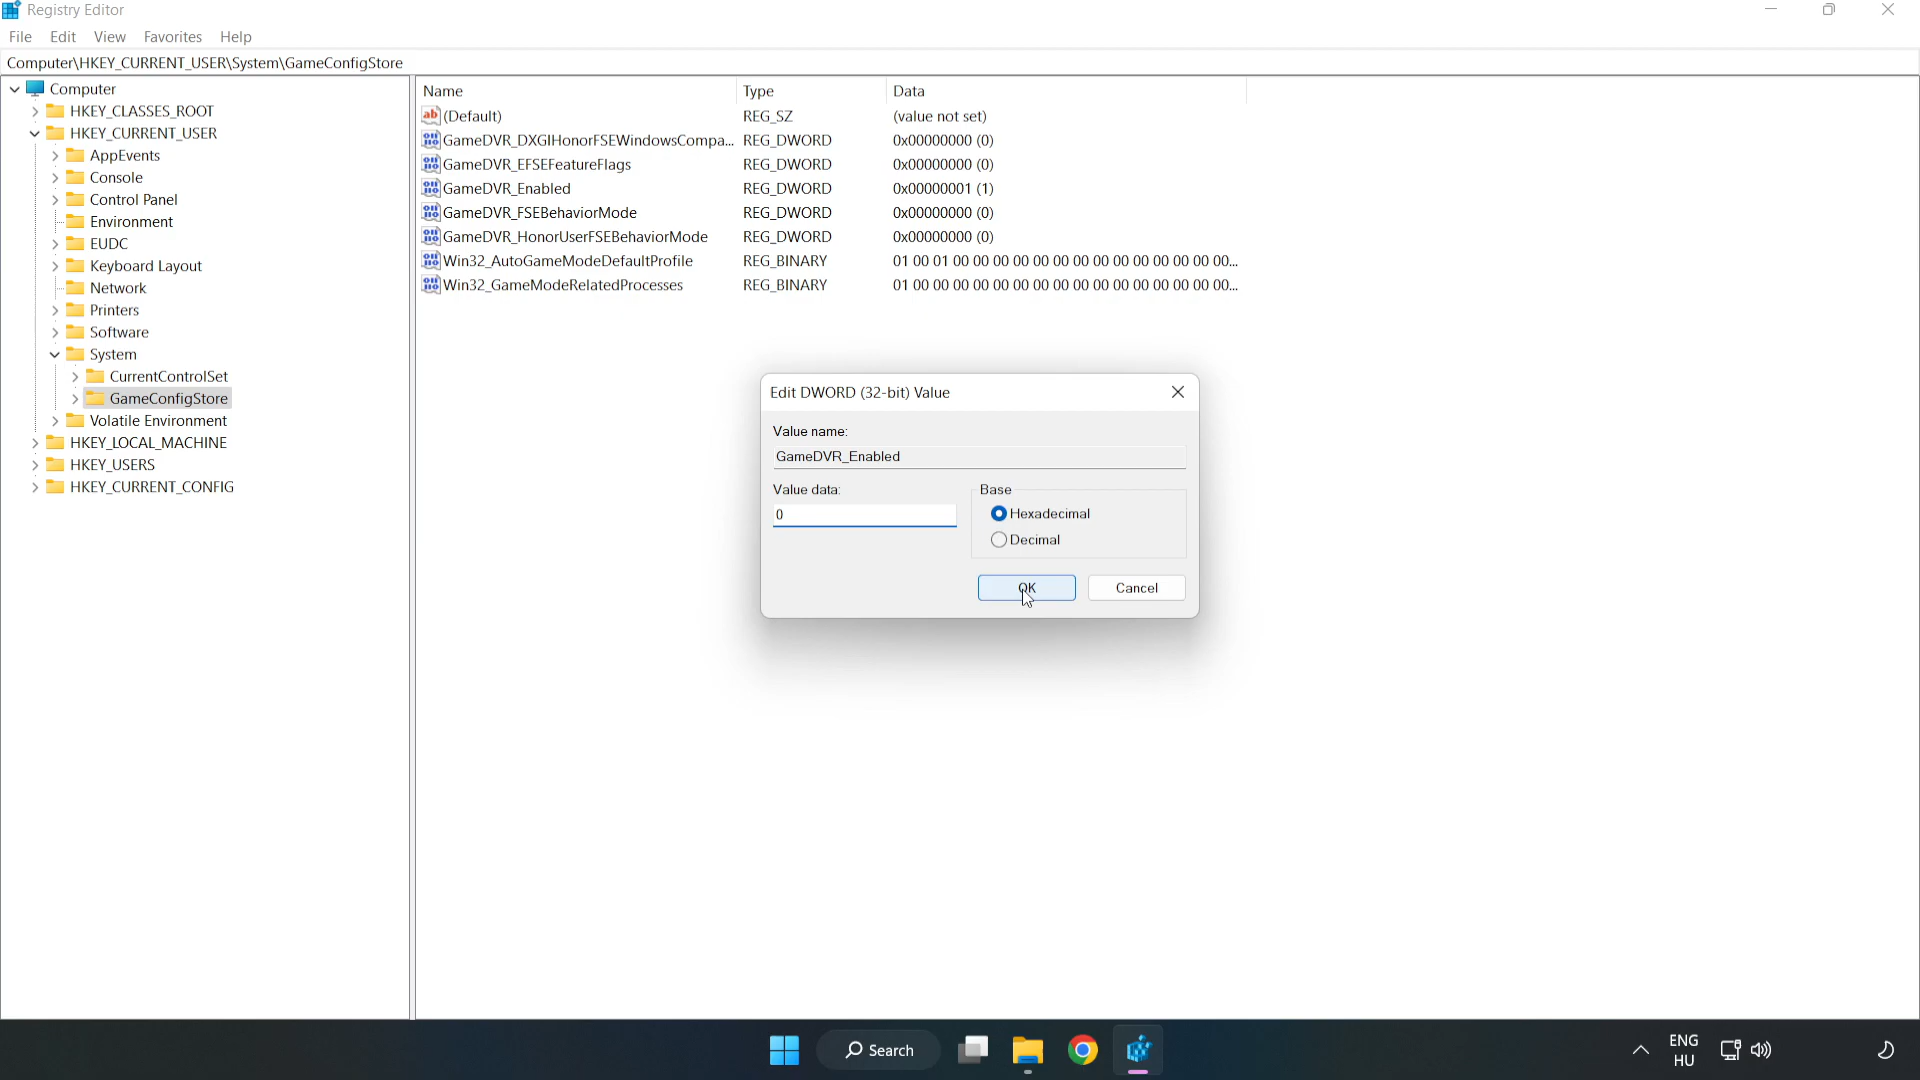 Registry Editor
File Edit View Favorites Help
Computer\HKEY_CURRENT_USER\System\GameConfigStore
Computer
HKEY_CLASSES_ROOT
HKEY_CURRENT_USER
AppEvents
Console
Control Panel
Environment
EUDC
Keyboard Layout
Network
Printers
Software
System
CurrentControlSet
GameConfigStore
Volatile Environment
HKEY_LOCAL_MACHINE
HKEY_USERS
HKEY_CURRENT_CONFIG
Name Type Data
(Default) REG_SZ (value not set)
GameDVR_DXGIHonorFSEWindowsCompa... REG_DWORD 0x00000000 (0)
GameDVR_EFSEFeatureFlags REG_DWORD 0x00000000 (0)
GameDVR_Enabled REG_DWORD 0x00000001 (1)
GameDVR_FSEBehaviorMode REG_DWORD 0x00000000 (0)
GameDVR_HonorUserFSEBehaviorMode REG_DWORD 0x00000000 (0)
Win32_AutoGameModeDefaultProfile REG_BINARY 01 00 01 00 00 00 00 00 00 00 00 00 00 00 00 00 00...
Win32_GameModeRelatedProcesses REG_BINARY 01 00 00 00 00 00 00 00 00 00 00 00 00 00 00 00 00...
Edit DWORD (32-bit) Value
Value name:
GameDVR_Enabled
Value data: Base
0 Hexadecimal
Decimal
OK Cancel
Search
ENG
HU